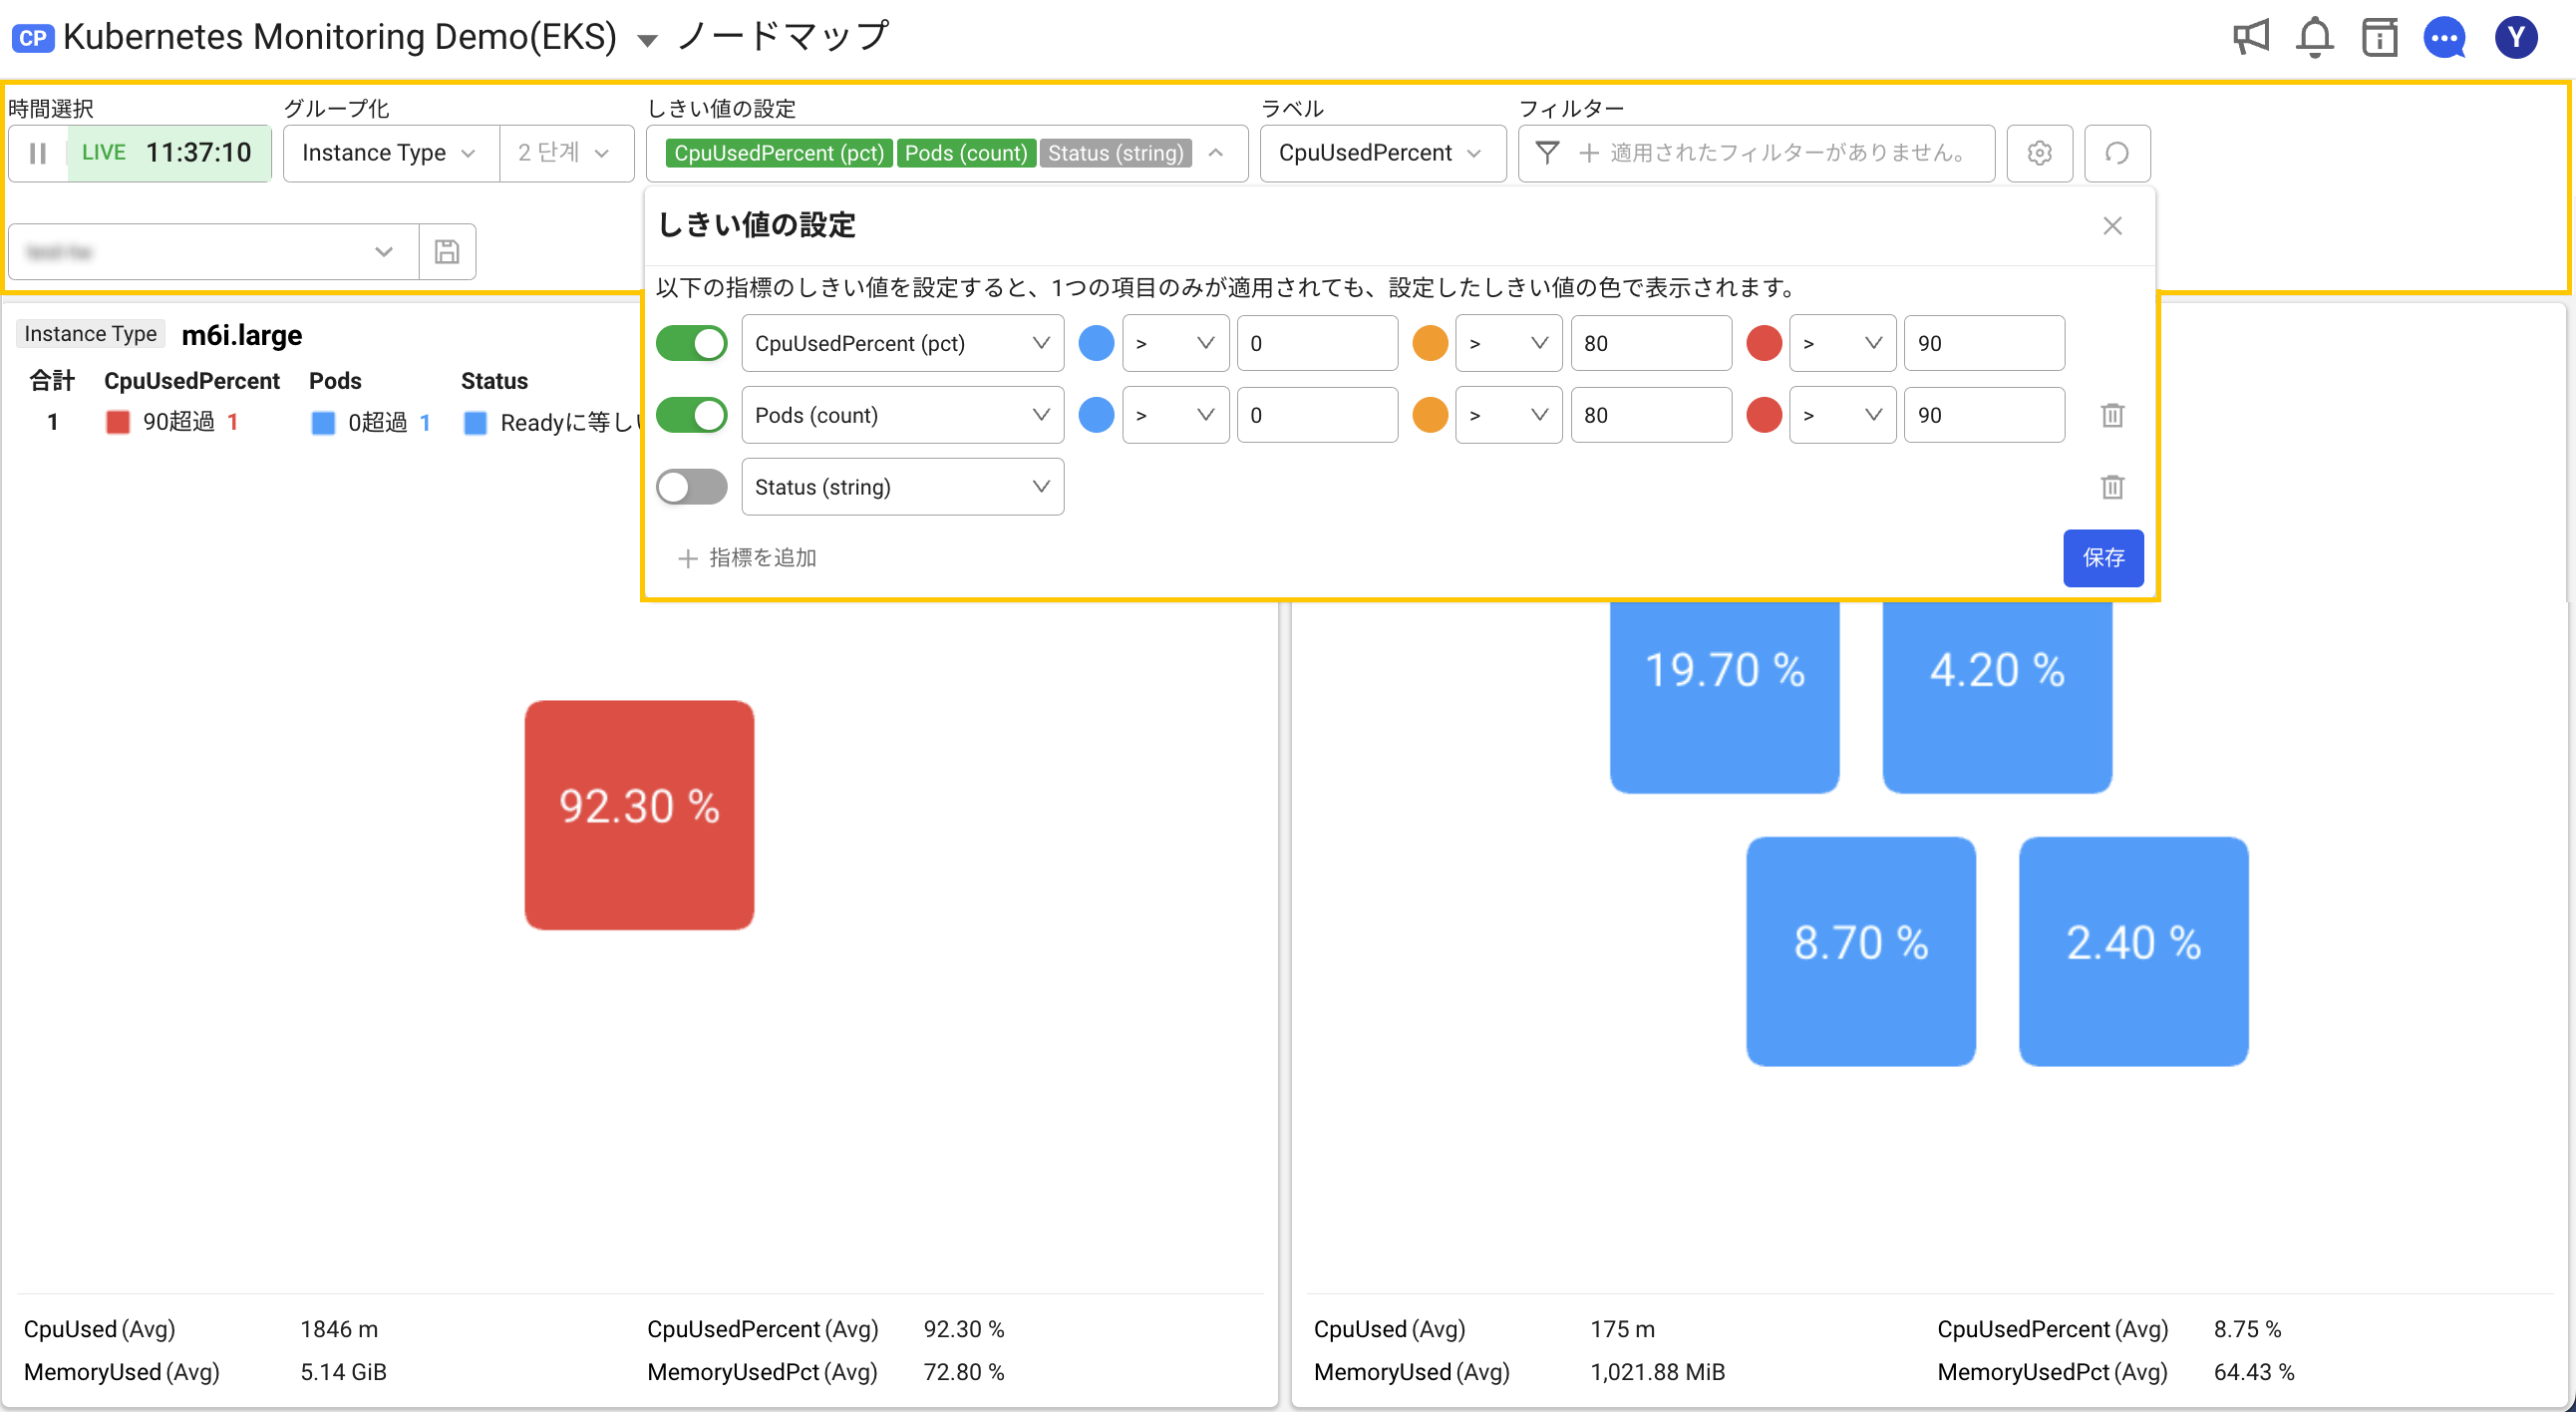 CP Kubernetes Monitoring Demo(EKS) ノードマップ
Y
時間選択 グループ化 しきい値の設定 ラベル フィルター
LIVE 11:37:10 Instance Type 2 단계 CpuUsedPercent (pct) Pods (count) Status (string) CpuUsedPercent + 適用されたフィルターがありません。
しきい値の設定
以下の指標のしきい値を設定すると、1つの項目のみが適用されても、設定したしきい値の色で表示されます。
CpuUsedPercent (pct) > 0 > 80 > 90
Pods (count) > 0 > 80 > 90
Status (string)
+ 指標を追加 保存
Instance Type m6i.large
合計 CpuUsedPercent Pods Status
1 90超過 1 0超過 1 Readyに等し
92.30 %
19.70 % 4.20 %
8.70 % 2.40 %
CpuUsed (Avg) 1846 m CpuUsedPercent (Avg) 92.30 %
MemoryUsed (Avg) 5.14 GiB MemoryUsedPct (Avg) 72.80 %
CpuUsed (Avg) 175 m CpuUsedPercent (Avg) 8.75 %
MemoryUsed (Avg) 1,021.88 MiB MemoryUsedPct (Avg) 64.43 %